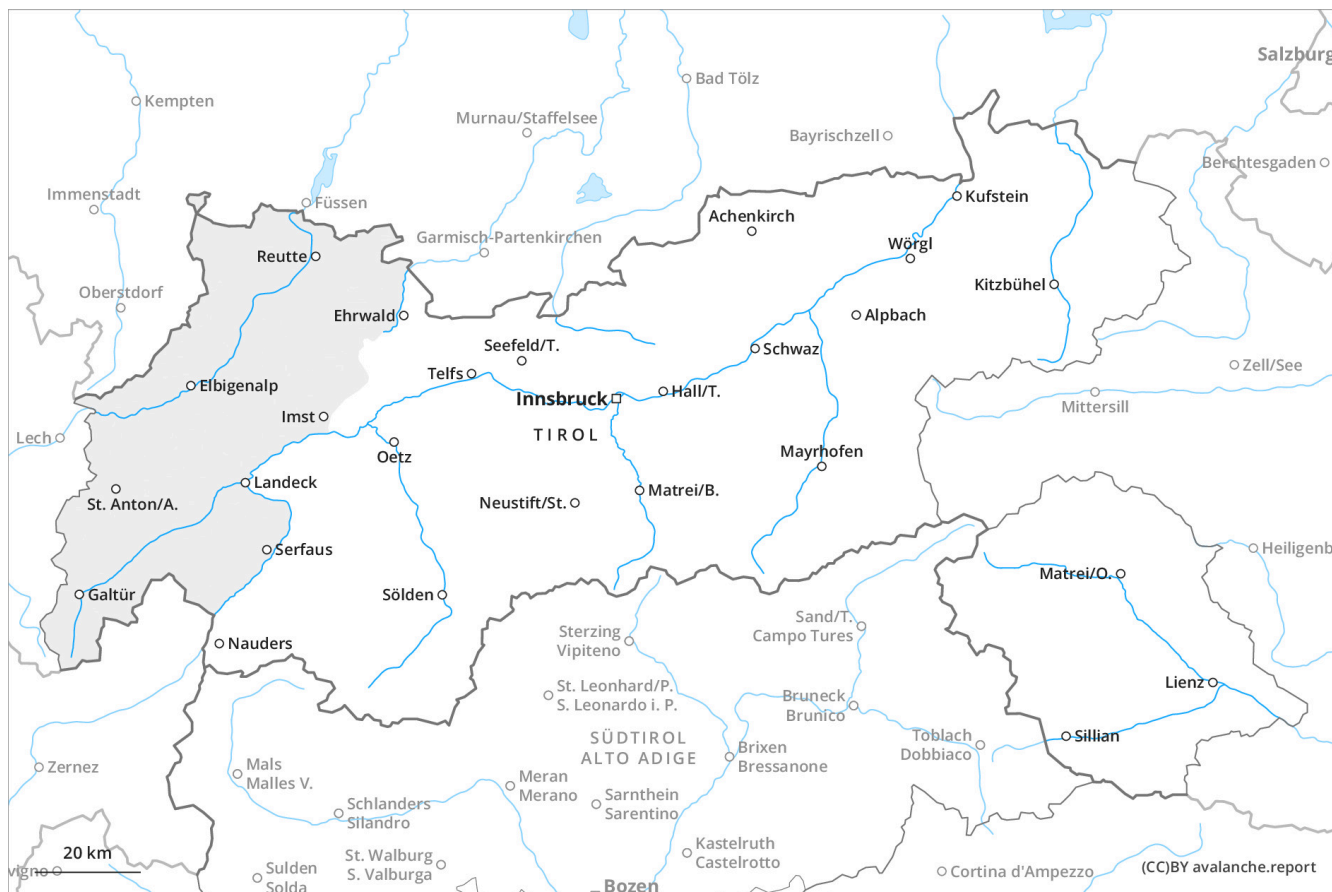 Salzburg
Bad Tölz
Kempten
Murnau/Staffelsee
Bayrischzell
Berchtesgaden
Immenstadt
Füssen
Kufstein
Achenkirch
Garmisch-Partenkirchen
Wörgl
Reutte
Kitzbühel
Oberstdorf
Ehrwald
Alpbach
Seefeld/T.
Schwaz
Zell/See
Telfs
Elbigenalp
Innsbruck
Hall/T.
Mittersill
Imst
TIROL
Lech
Oetz
Mayrhofen
Landeck
Matrei/B.
St. Anton/A.
Neustift/St.
Serfaus
Heiligenb
Matrei/O.
Galtür
Sölden
Sand/T.
Campo Tures
Sterzing
Vipiteno
Nauders
Lienz
St. Leonhard/P.
S. Leonardo i. P.
Bruneck
Brunico
Sillian
SÜDTIROL
ALTO ADIGE
Toblach
Dobbiaco
Brixen
Bressanone
Zernez
Mals
Malles V.
Meran
Merano
Sarnthein
Sarentino
Schlanders
Silandro
Kastelruth
Castelrotto
20 km
St. Walburg
S. Valburga
vigno
Sulden
Solda
Cortina d'Ampezzo
(CC)BY avalanche.report
Bozen